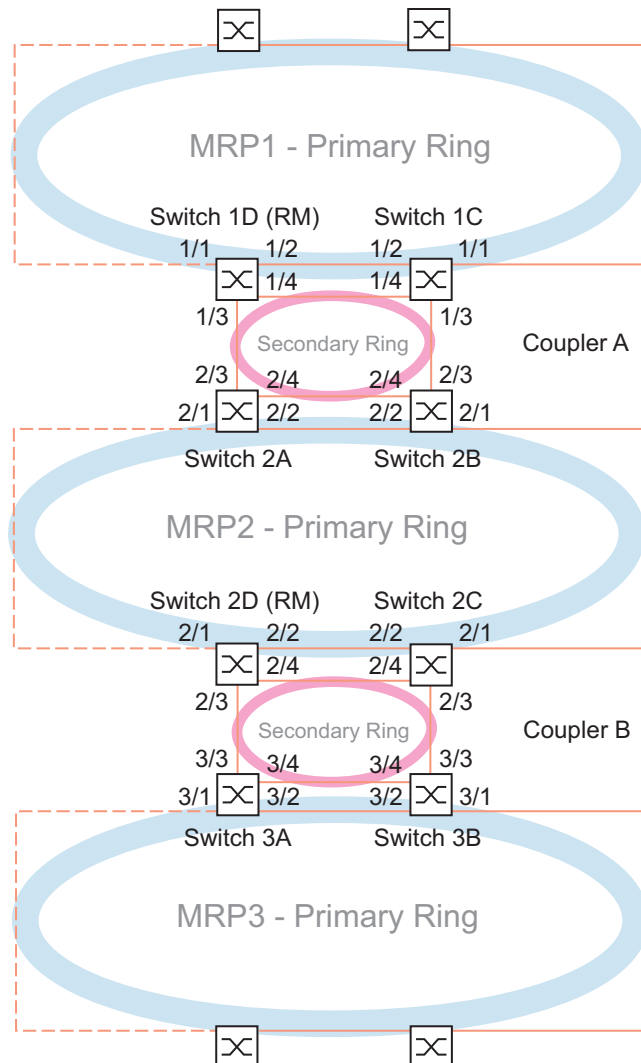 MRP1 - Primary Ring
Switch 1D (RM) Switch 1C
1/1 1/2 1/2 1/1
1/4 1/4
1/3 1/3
Secondary Ring Coupler A
2/3 2/4 2/4 2/3
2/1 2/2 2/2 2/1
Switch 2A Switch 2B
MRP2 - Primary Ring
Switch 2D (RM) Switch 2C
2/1 2/2 2/2 2/1
2/4 2/4
2/3 2/3
Secondary Ring Coupler B
3/3 3/4 3/4 3/3
3/1 3/2 3/2 3/1
Switch 3A Switch 3B
MRP3 - Primary Ring